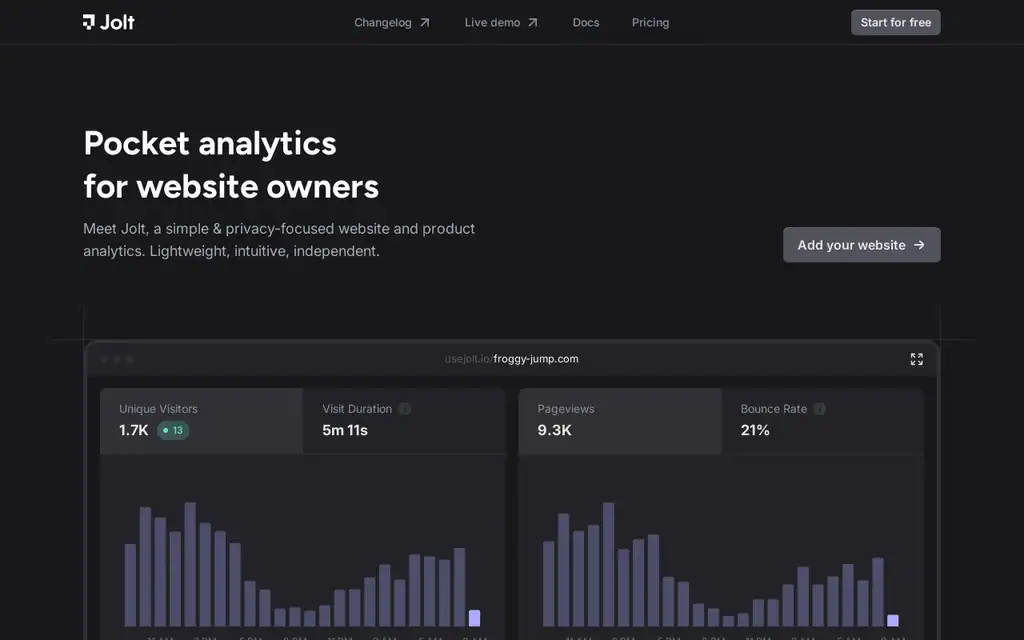 Jolt
Changelog
Live demo
Docs
Pricing
Start for free
Pocket analytics
for website owners
Meet Jolt, a simple & privacy-focused website and product
analytics. Lightweight, intuitive, independent.
Add your website
usejolt.io/froggy-jump.com
Unique Visitors
1.7K 13
Visit Duration
5m 11s
Pageviews
9.3K
Bounce Rate
21%